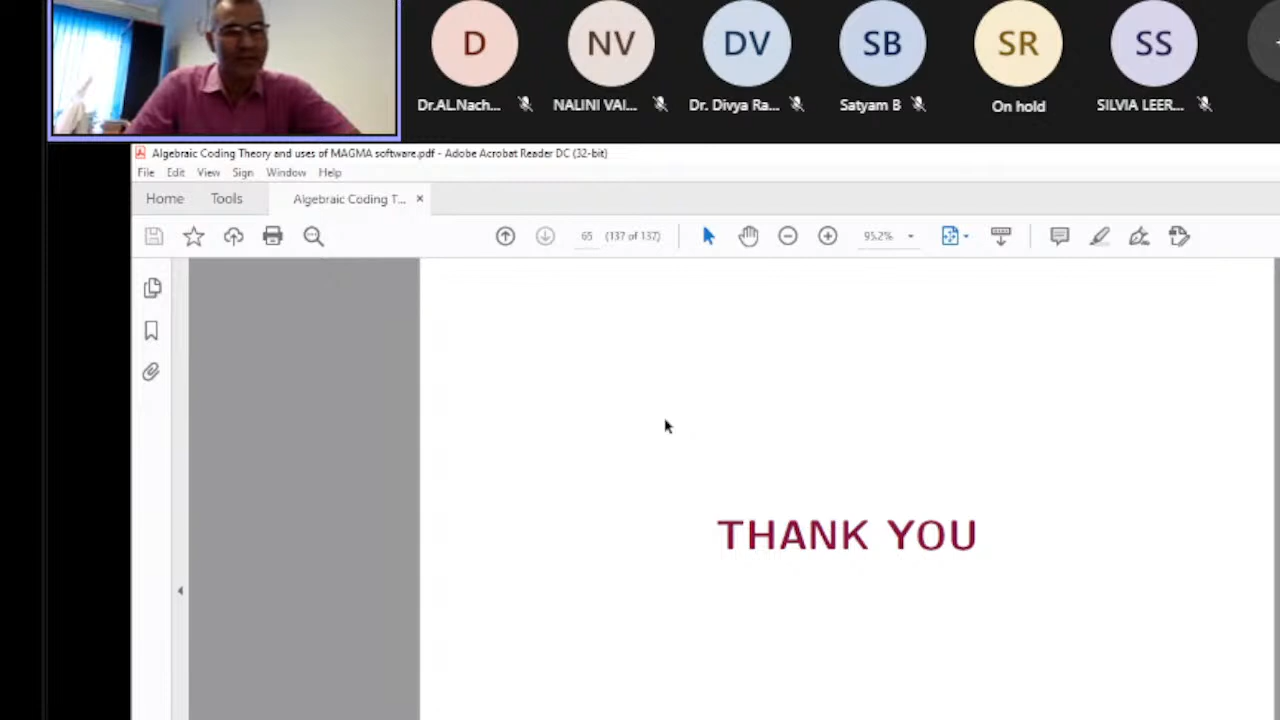 D NV DV SB SR SS
Dr.AL.Nach... NALINI VAI... Dr. Divya Ra... Satyam B On hold SILVIA LEER...
Algebraic Coding Theory and uses of MAGMA software.pdf - Adobe Acrobat Reader DC (32-bit)
File Edit View Sign Window Help
Home Tools Algebraic Coding T... ×
65 (137 of 137) 95.2%
THANK YOU